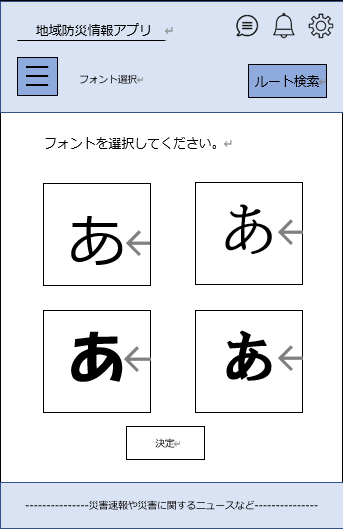 地域防災情報アプリ
フォント選択
ルート検索
フォントを選択してください。
あ
あ
あ
あ
決定
---------------災害速報や災害に関するニュースなど---------------